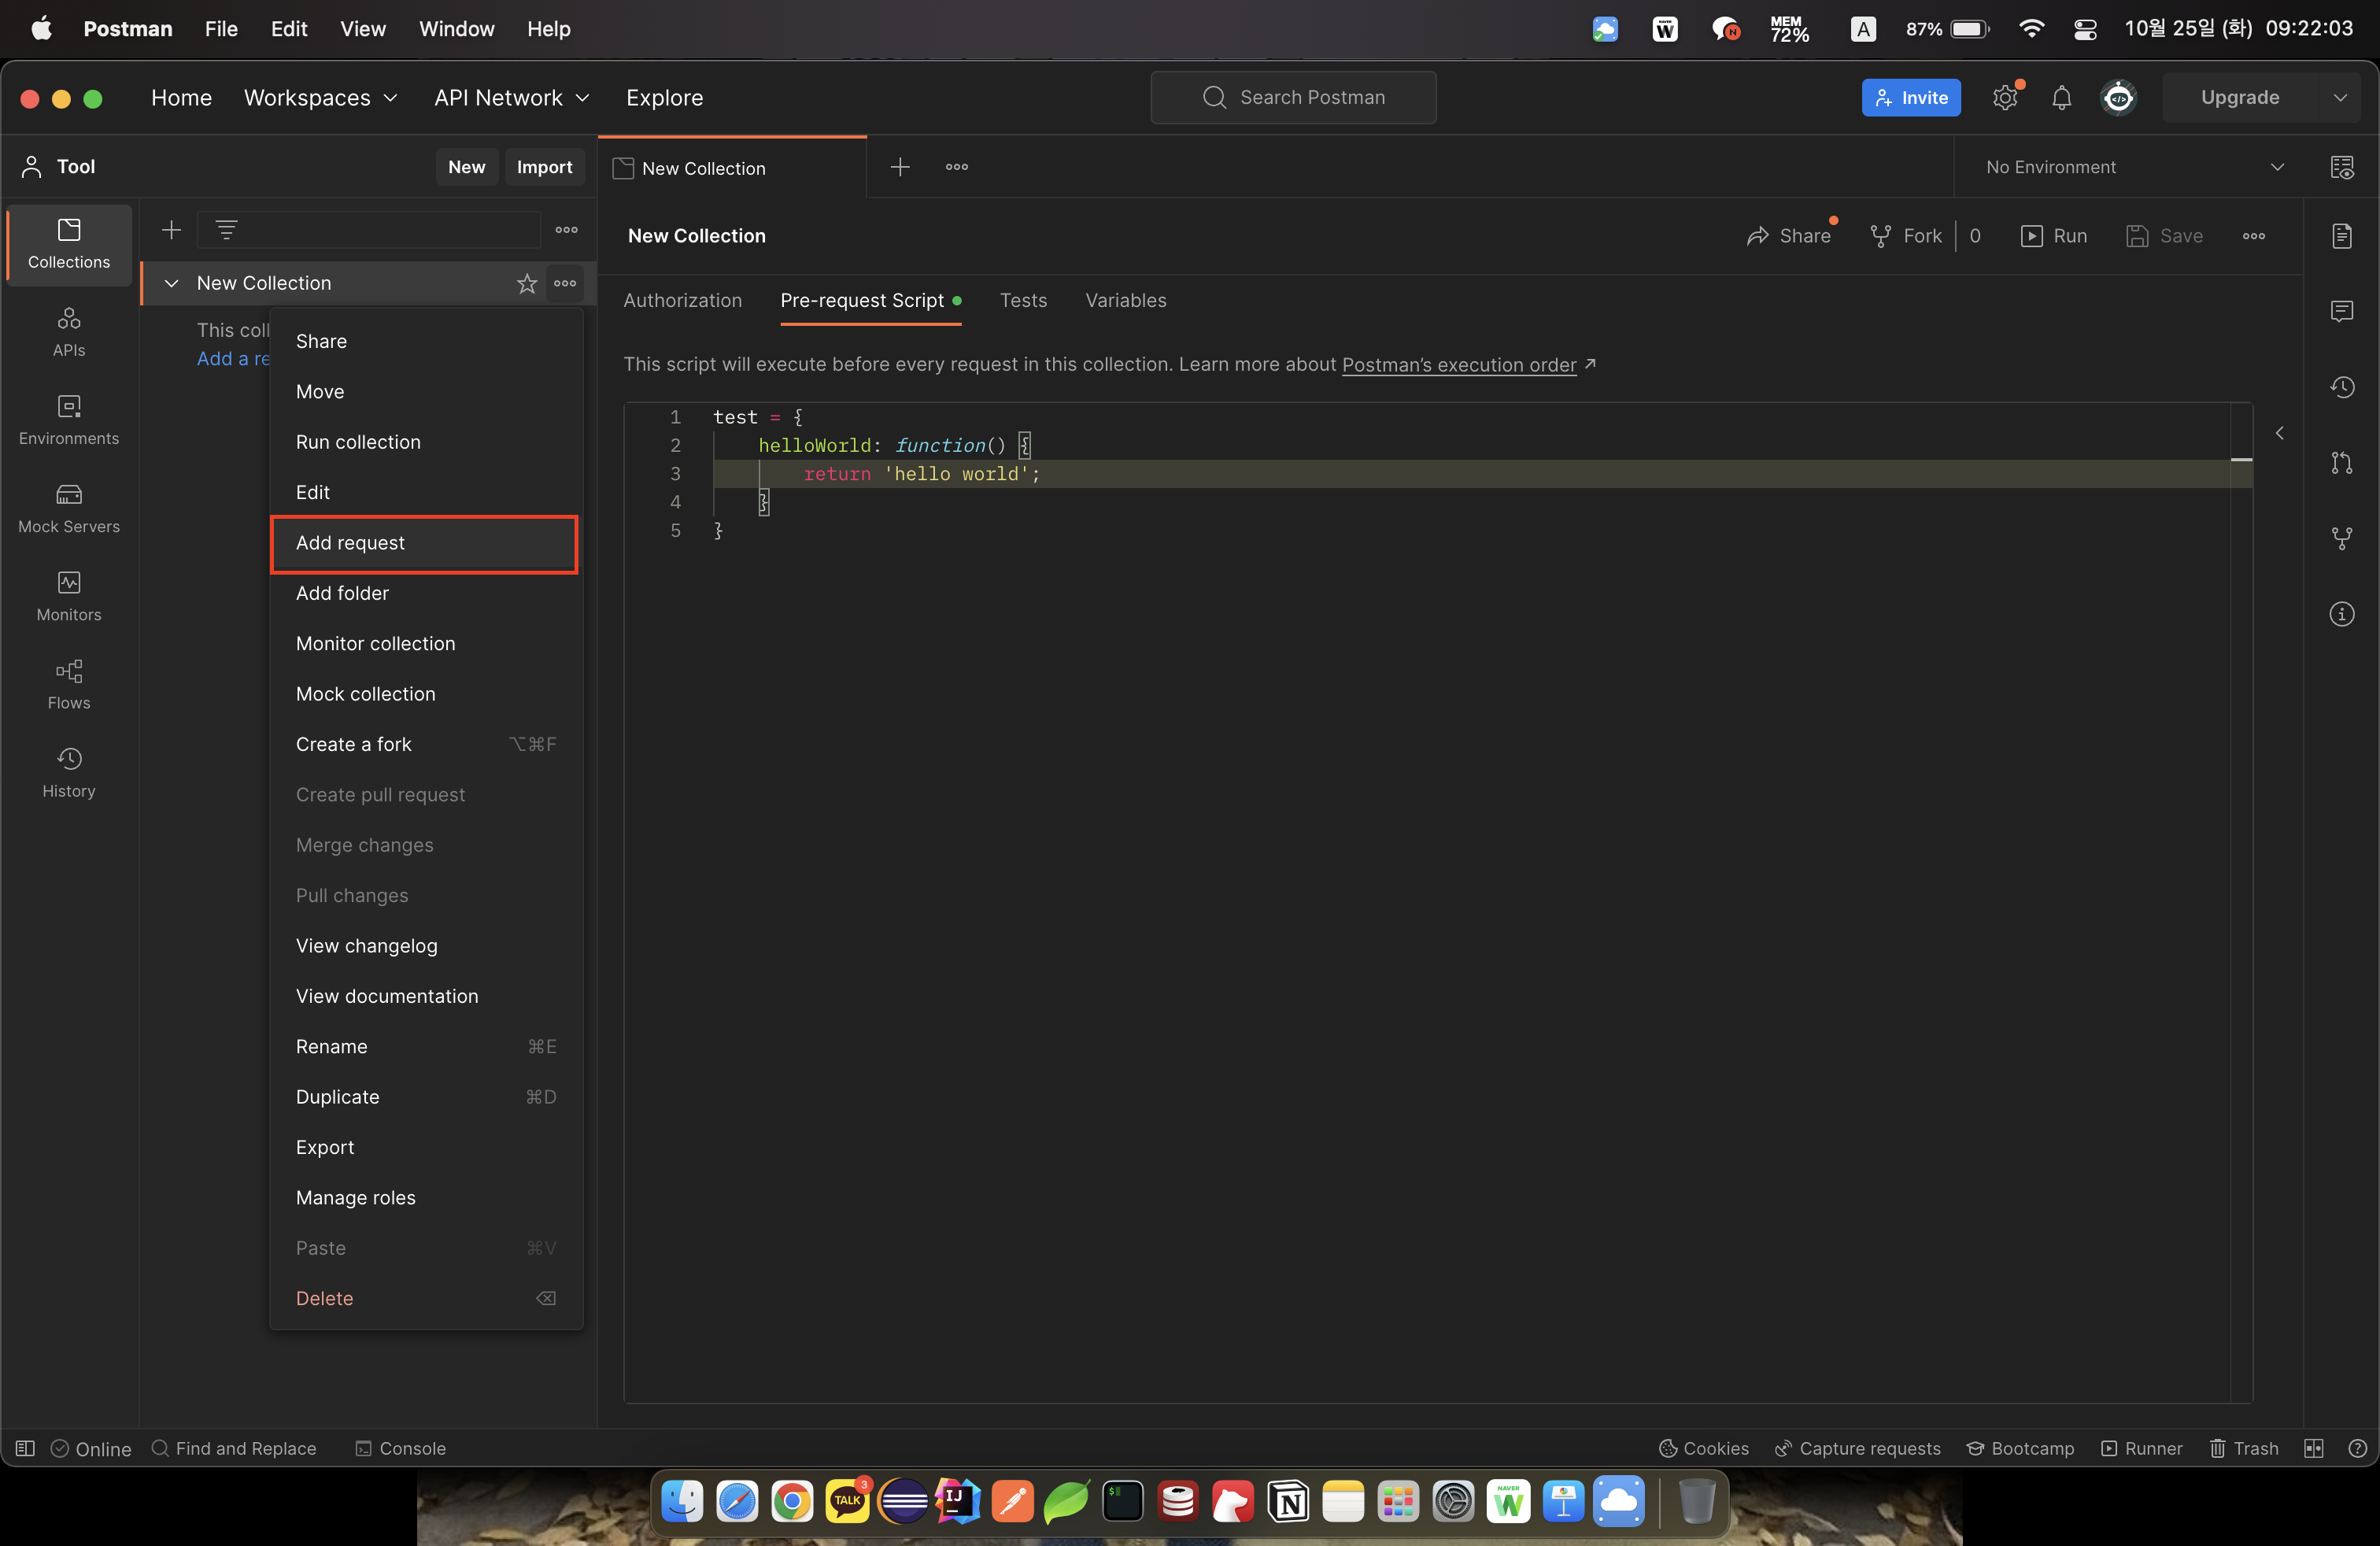 Postman File Edit View Window Help W N MEM 72% A 87% 10월 25일 (화) 09:22:03
Home Workspaces API Network Explore Search Postman Invite Upgrade
Tool New Import New Collection No Environment
Collections
APIs
Environments
Mock Servers
Monitors
Flows
History
New Collection
This coll
Add a re
Share
Move
Run collection
Edit
Add request
Add folder
Monitor collection
Mock collection
Create a fork ⌥⌘F
Create pull request
Merge changes
Pull changes
View changelog
View documentation
Rename ⌘E
Duplicate ⌘D
Export
Manage roles
Paste ⌘V
Delete ⌫
New Collection Share Fork 0 Run Save
Authorization Pre-request Script Tests Variables
This script will execute before every request in this collection. Learn more about Postman's execution order ↗
1 test = {
2 helloWorld: function() {
3 return 'hello world';
4 }
5 }
Online Find and Replace Console Cookies Capture requests Bootcamp Runner Trash
TALK 3 IJ $ N NAVER W